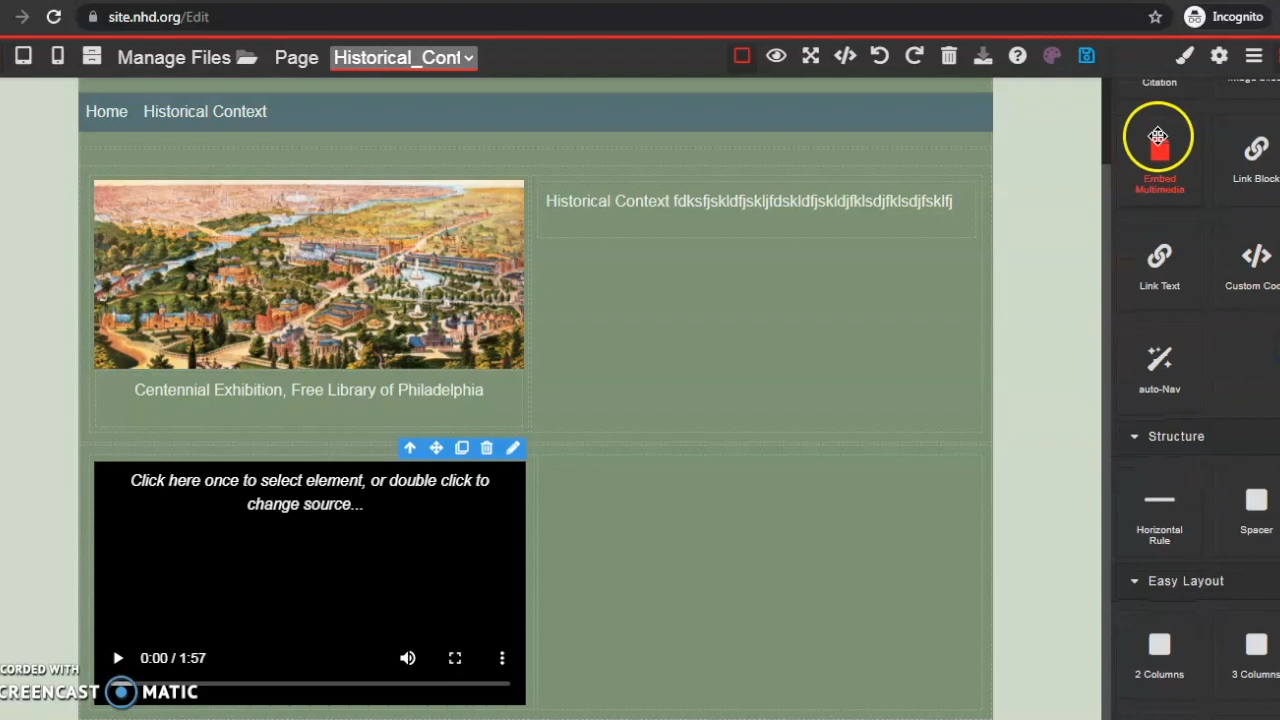 site.nhd.org/Edit
Incognito
Manage Files
Page
Historical_Cont
Home
Historical Context
Citation
Embed
Multimedia
Link Block
Historical Context fdksfjskldfjskljfdskldfjskldjfklsdjfklsdjfsklfj
Link Text
Custom Coc
Centennial Exhibition, Free Library of Philadelphia
auto-Nav
Structure
Click here once to select element, or double click to
change source...
Horizontal
Rule
Spacer
Easy Layout
0:00 / 1:57
2 Columns
3 Columns
ECORDED WITH
CREENCAST MATIC